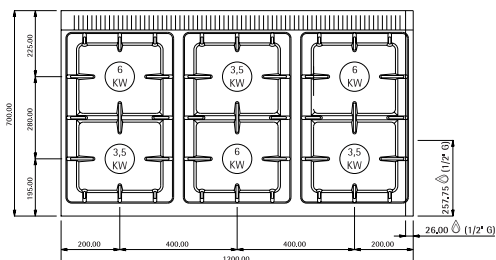 700.00
225.00
280.00
195.00
6 KW
3,5 KW
6 KW
3,5 KW
6 KW
3,5 KW
257.75 (1/2" G)
26.00 (1/2" G)
200.00
400.00
400.00
200.00
1200.00